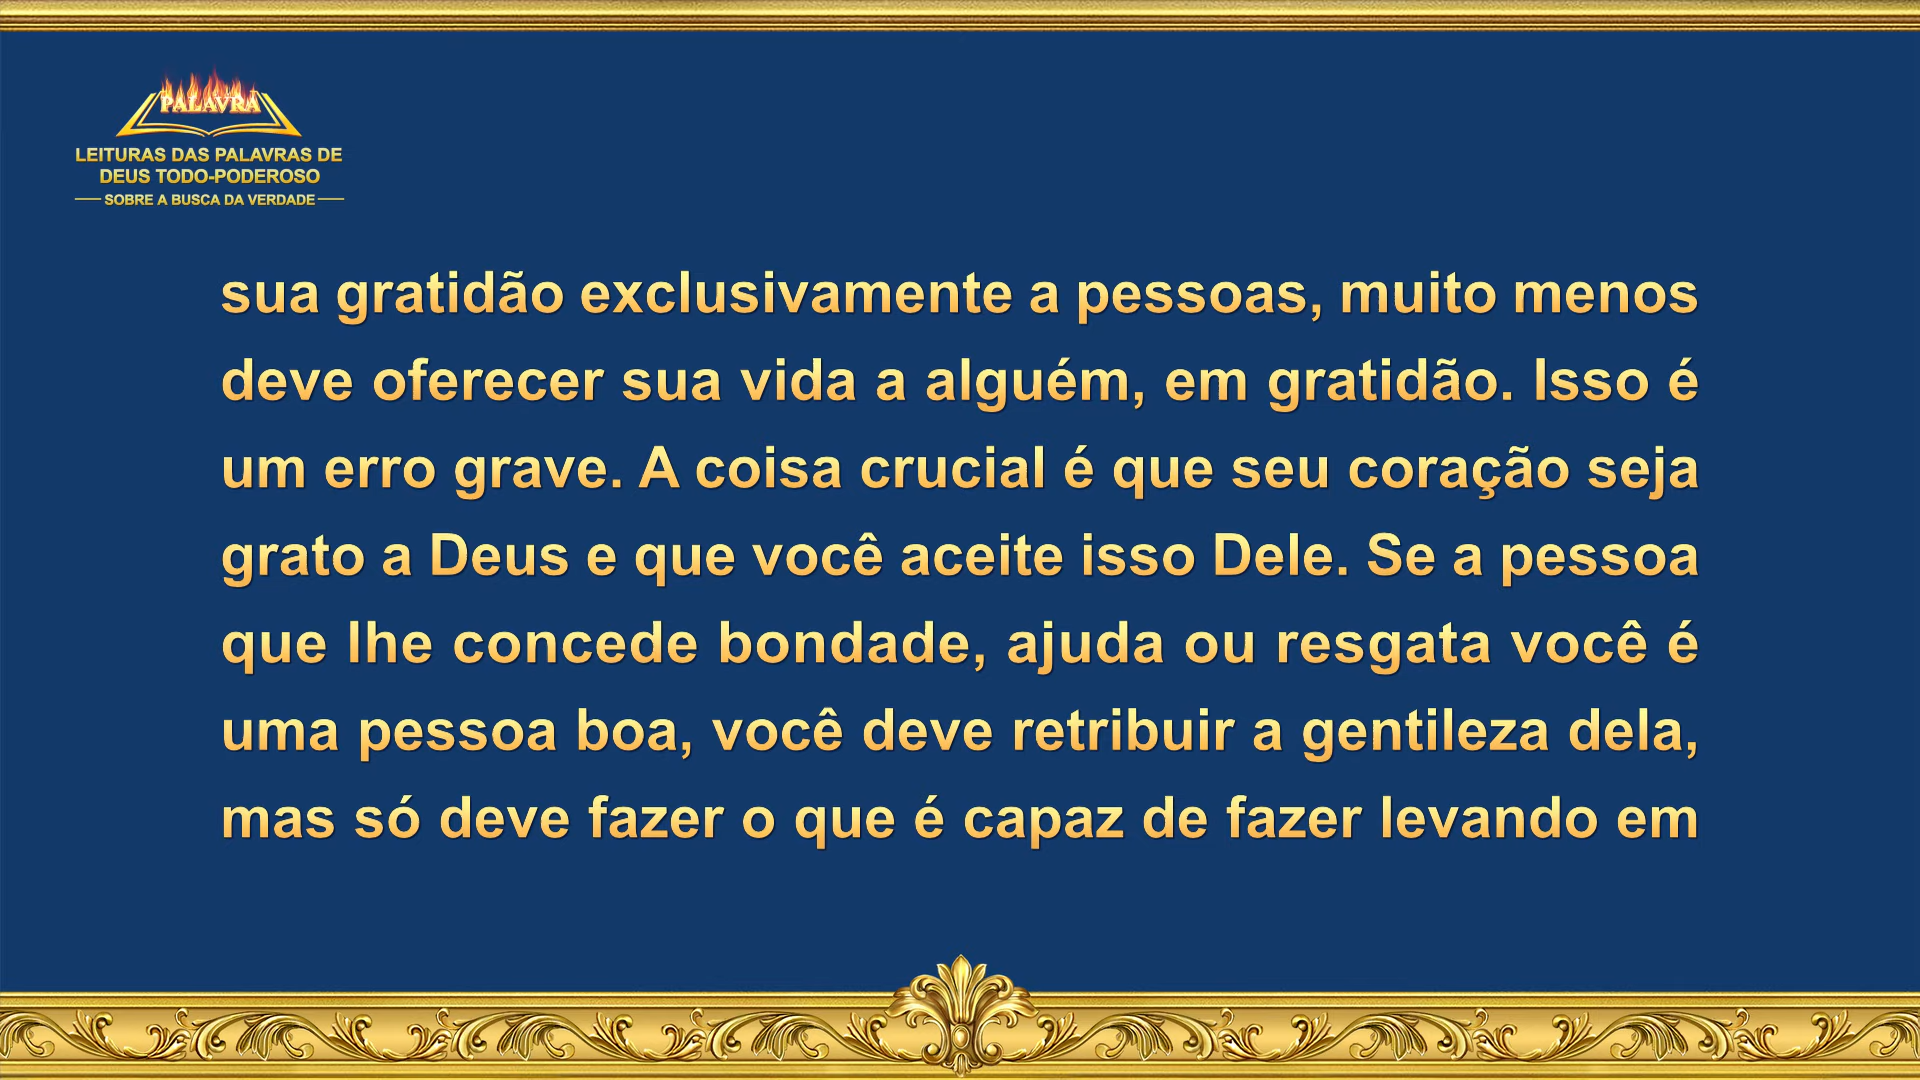 PALAVRA
LEITURAS DAS PALAVRAS DE
DEUS TODO-PODEROSO
SOBRE A BUSCA DA VERDADE
sua gratidão exclusivamente a pessoas, muito menos
deve oferecer sua vida a alguém, em gratidão. Isso é
um erro grave. A coisa crucial é que seu coração seja
grato a Deus e que você aceite isso Dele. Se a pessoa
que lhe concede bondade, ajuda ou resgata você é
uma pessoa boa, você deve retribuir a gentileza dela,
mas só deve fazer o que é capaz de fazer levando em